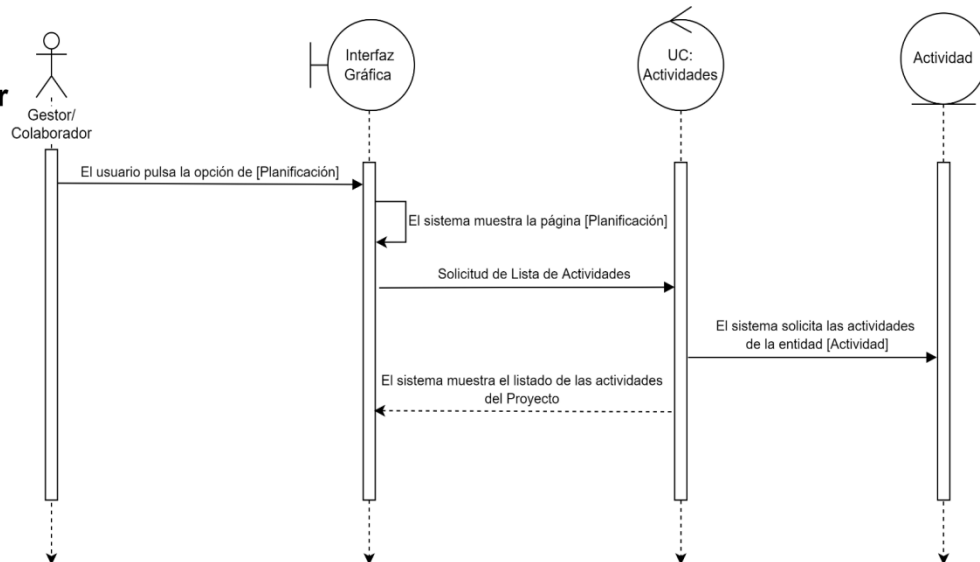 Interfaz
Gráfica
UC:
Actividades
Actividad
r
Gestor/
Colaborador
El usuario pulsa la opción de [Planificación]
El sistema muestra la página [Planificación]
Solicitud de Lista de Actividades
El sistema solicita las actividades
de la entidad [Actividad]
El sistema muestra el listado de las actividades
del Proyecto